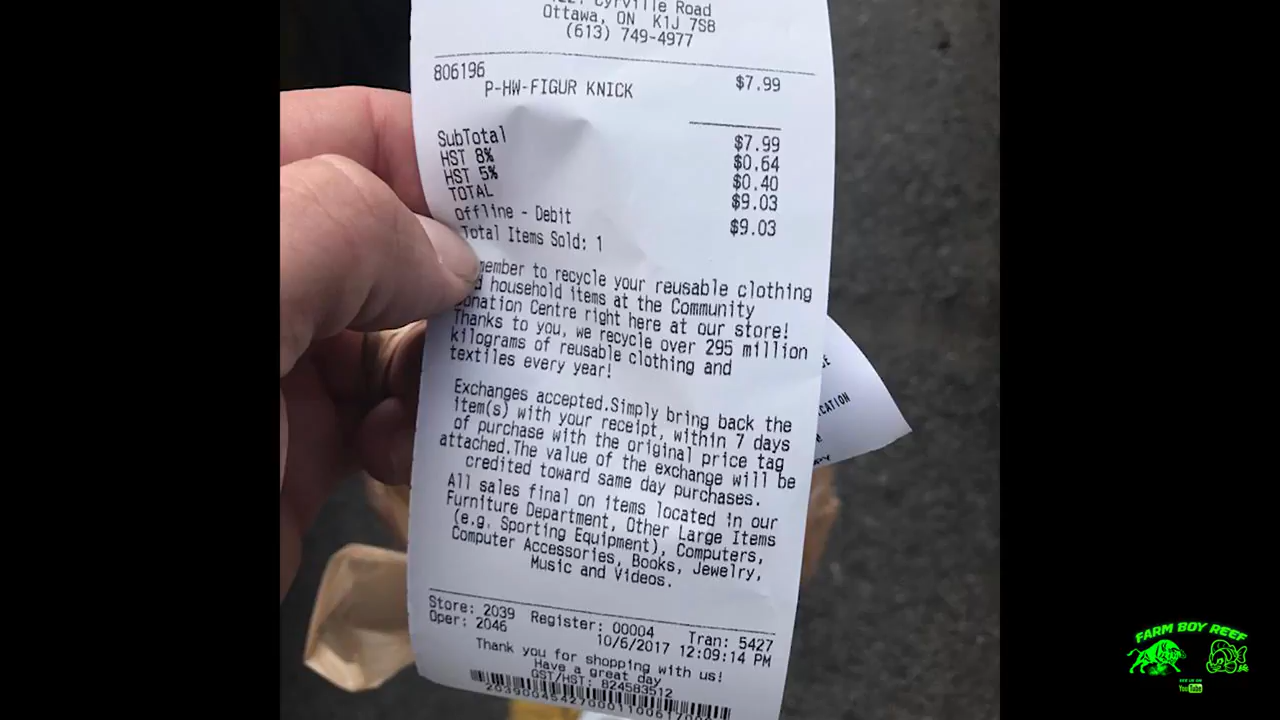 Cyrville Road
Ottawa, ON K1J 7S8
(613) 749-4977
806196 $7.99
P-HW-FIGUR KNICK
SubTotal $7.99
HST 8% $0.64
HST 5% $0.40
TOTAL $9.03
Offline - Debit $9.03
Total Items Sold: 1
member to recycle your reusable clothing
household items at the Community
Donation Centre right here at our store!
Thanks to you, we recycle over 295 million
kilograms of reusable clothing and
textiles every year!
Exchanges accepted.Simply bring back the
item(s) with your receipt, within 7 days
of purchase with the original price tag
attached.The value of the exchange will be
credited toward same day purchases.
All sales final on items located in our
Furniture Department, Other Large Items
(e.g. Sporting Equipment), Computers,
Computer Accessories, Books, Jewelry,
Music and Videos.
Store: 2039 Register: 00004 Tran: 5427
Oper: 2046 10/6/2017 12:09:14 PM
Thank you for shopping with us!
Have a great day
GST/HST: 824583512
FARM BOY REEF
SEE US ON
YouTube